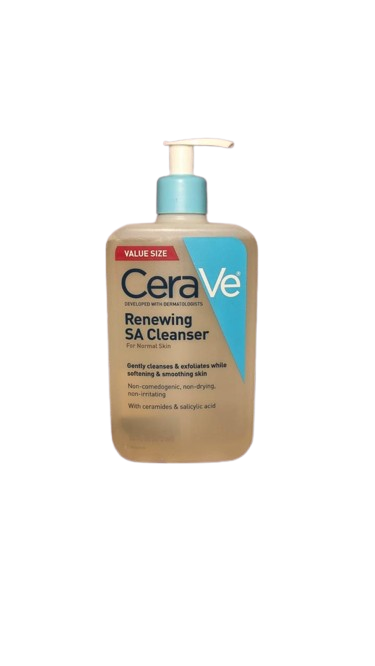 VALUE SIZE
CeraVe®
DEVELOPED WITH DERMATOLOGISTS
Renewing
SA Cleanser
For Normal Skin
Gently cleanses & exfoliates while
softening & smoothing skin
Non-comedogenic, non-drying,
non-irritating
With ceramides & salicylic acid